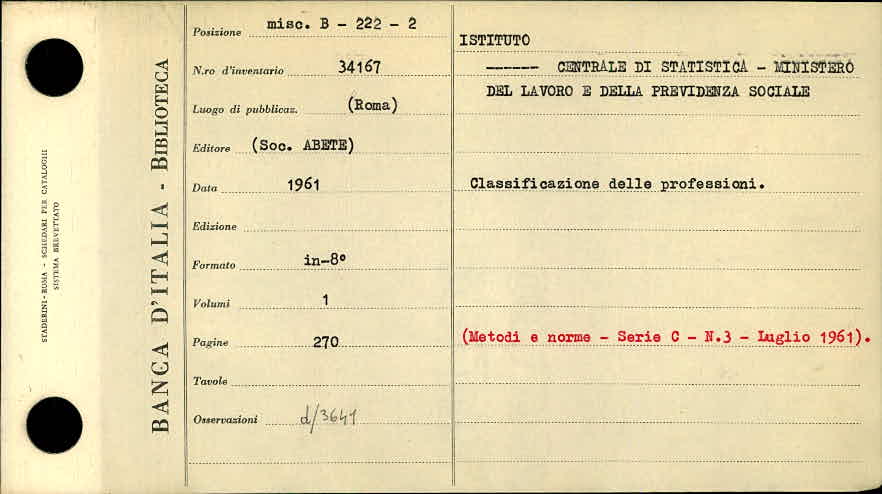 STADERINI - ROMA - SCHEDARI PER CATALOGHI
SISTEMA BREVETTATO
BANCA D'ITALIA - BIBLIOTECA
Posizione misc. B - 222 - 2
N.ro d'inventario 34167
Luogo di pubblicaz. (Roma)
Editore (Soc. ABETE)
Data 1961
Edizione
Formato in-8°
Volumi 1
Pagine 270
Tavole
Osservazioni d/3641
ISTITUTO
------ CENTRALE DI STATISTICA - MINISTERO
DEL LAVORO E DELLA PREVIDENZA SOCIALE
Classificazione delle professioni.
(Metodi e norme - Serie C - N.3 - Luglio 1961).